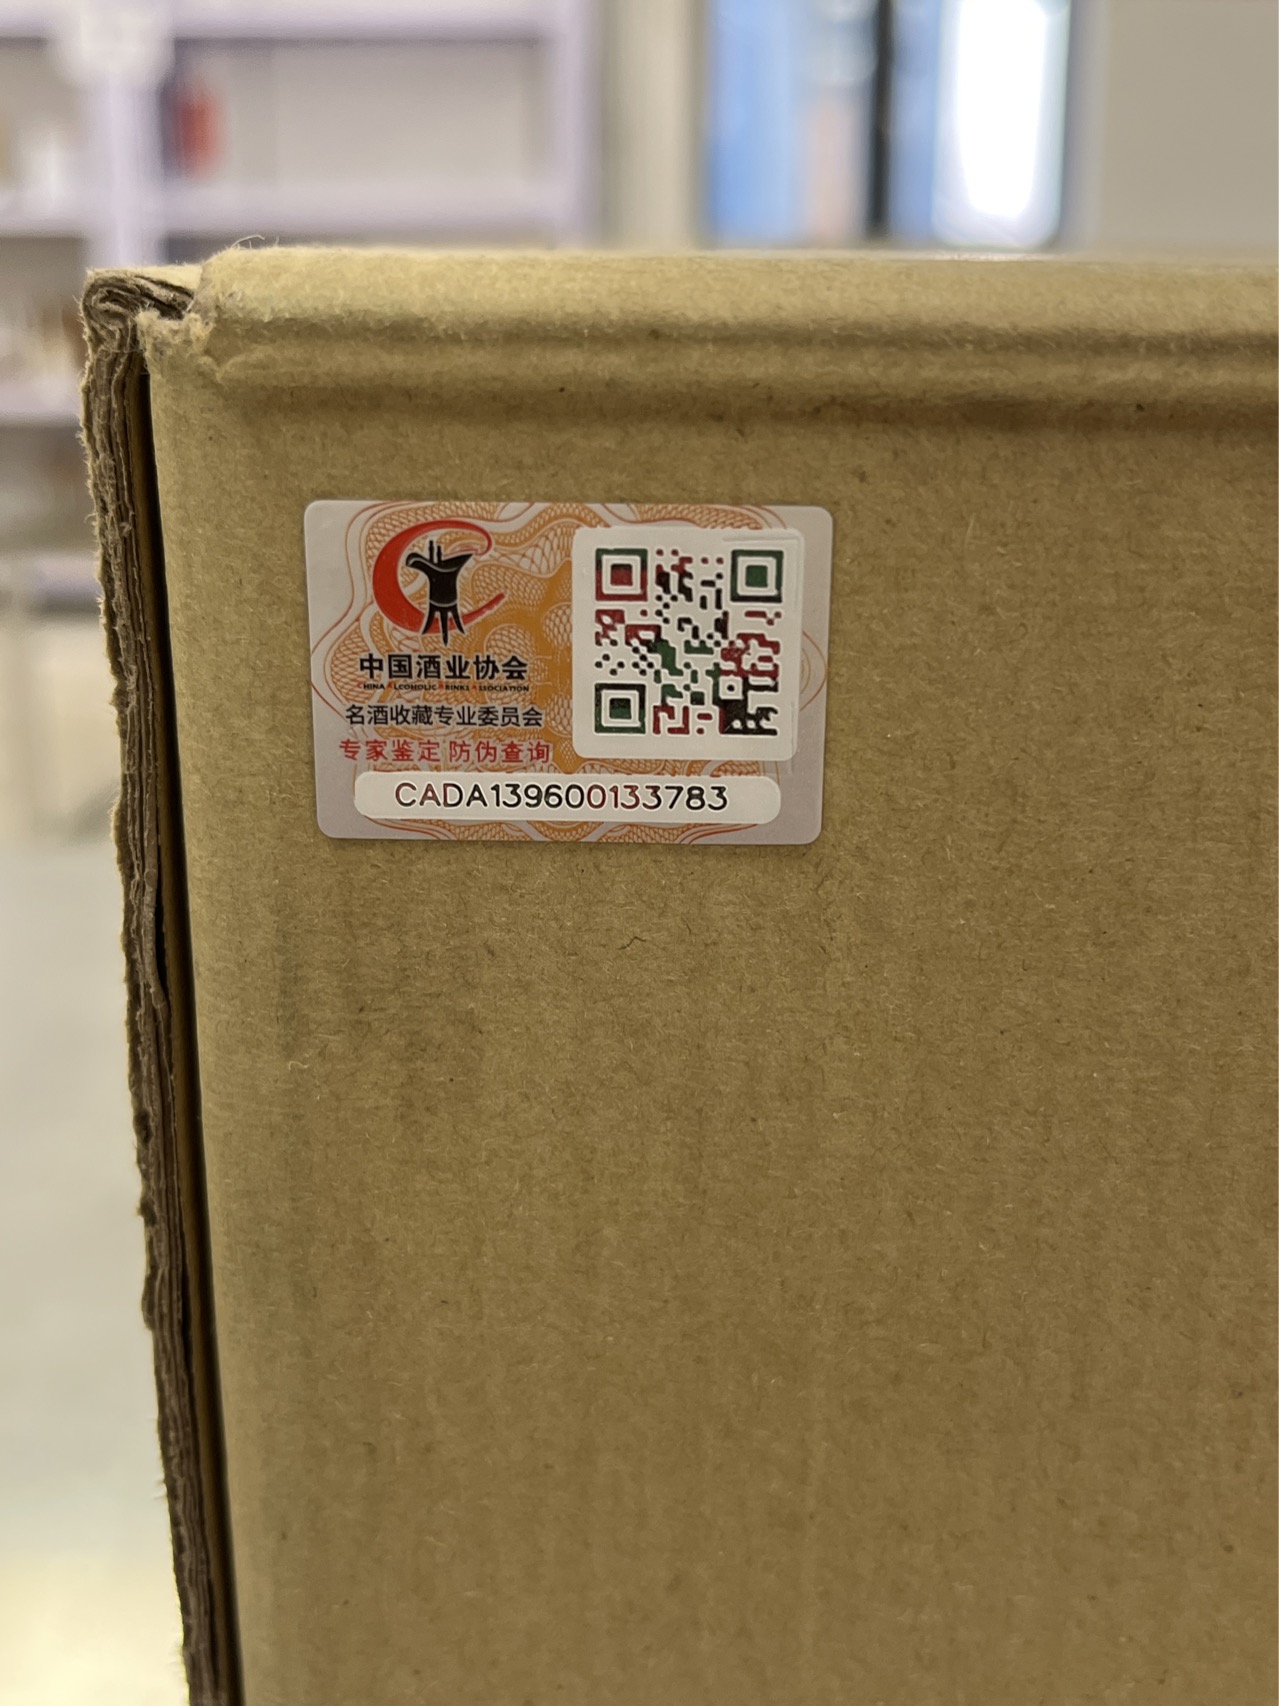 中国酒业协会
CHINA ALCOHOLIC DRINKS ASSOCIATION
名酒收藏专业委员会
专家鉴定 防伪查询
CADA139600133783